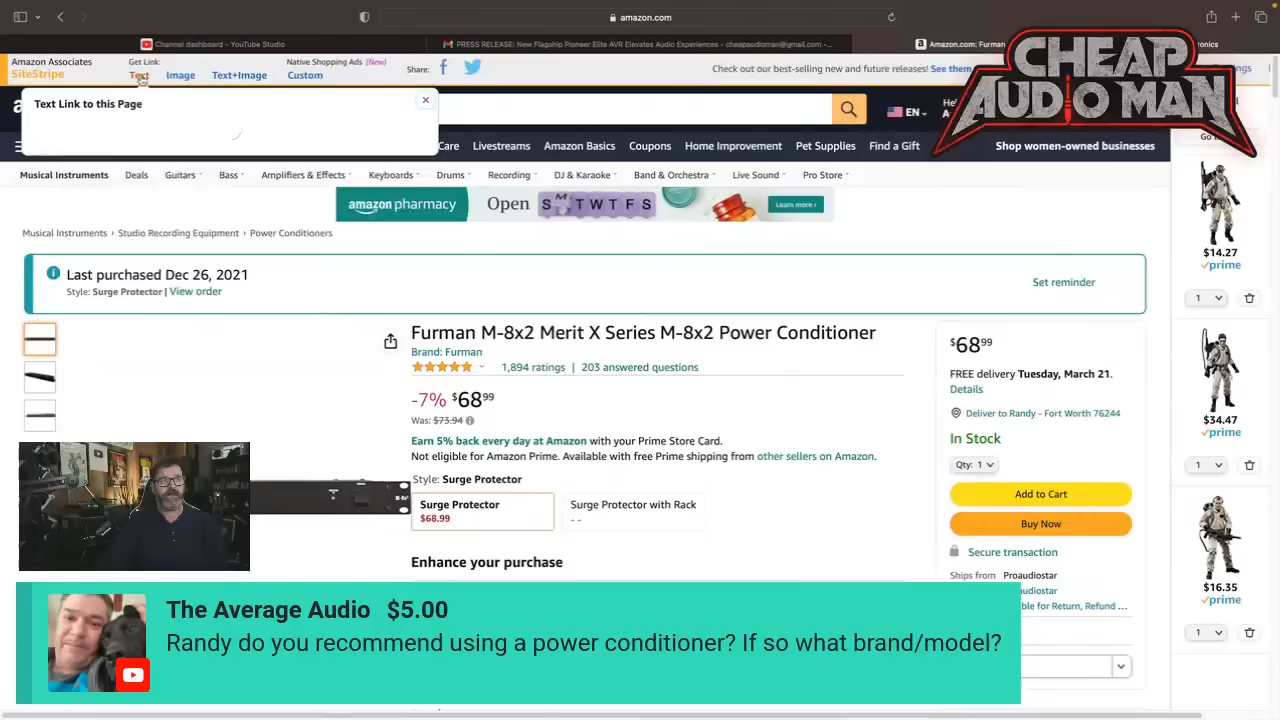 amazon.com
Channel dashboard - YouTube Studio
PRESS RELEASE: New Flagship Pioneer Elite AVR Elevates Audio Experiences - cheapaudioman@gmail.com -...
Amazon.com: Furman
CHEAP
AUDIO MAN
Amazon Associates
SiteStripe
Get Link:
Text
Image
Text+Image
Native Shopping Ads (New)
Custom
Share:
Check out our best-selling new and future releases! See them
Text Link to this Page
EN
Care
Livestreams
Amazon Basics
Coupons
Home Improvement
Pet Supplies
Find a Gift
Shop women-owned businesses
Musical Instruments
Deals
Guitars
Bass
Amplifiers & Effects
Keyboards
Drums
Recording
DJ & Karaoke
Band & Orchestra
Live Sound
Pro Store
amazon pharmacy
Open
S M T W T F S
Learn more ›
Musical Instruments › Studio Recording Equipment › Power Conditioners
Last purchased Dec 26, 2021
Style: Surge Protector | View order
Set reminder
Furman M-8x2 Merit X Series M-8x2 Power Conditioner
Brand: Furman
1,894 ratings | 203 answered questions
-7% $6899
Was: $73.94
Earn 5% back every day at Amazon with your Prime Store Card.
Not eligible for Amazon Prime. Available with free Prime shipping from other sellers on Amazon.
Style: Surge Protector
Surge Protector
$68.99
Surge Protector with Rack
- -
Enhance your purchase
$6899
FREE delivery Tuesday, March 21.
Details
Deliver to Randy - Fort Worth 76244
In Stock
Qty: 1
Add to Cart
Buy Now
Secure transaction
Ships from Proaudiostar
udiostar
ble for Return, Refund ...
$14.27
prime
1
$34.47
prime
1
$16.35
prime
1
The Average Audio $5.00
Randy do you recommend using a power conditioner? If so what brand/model?